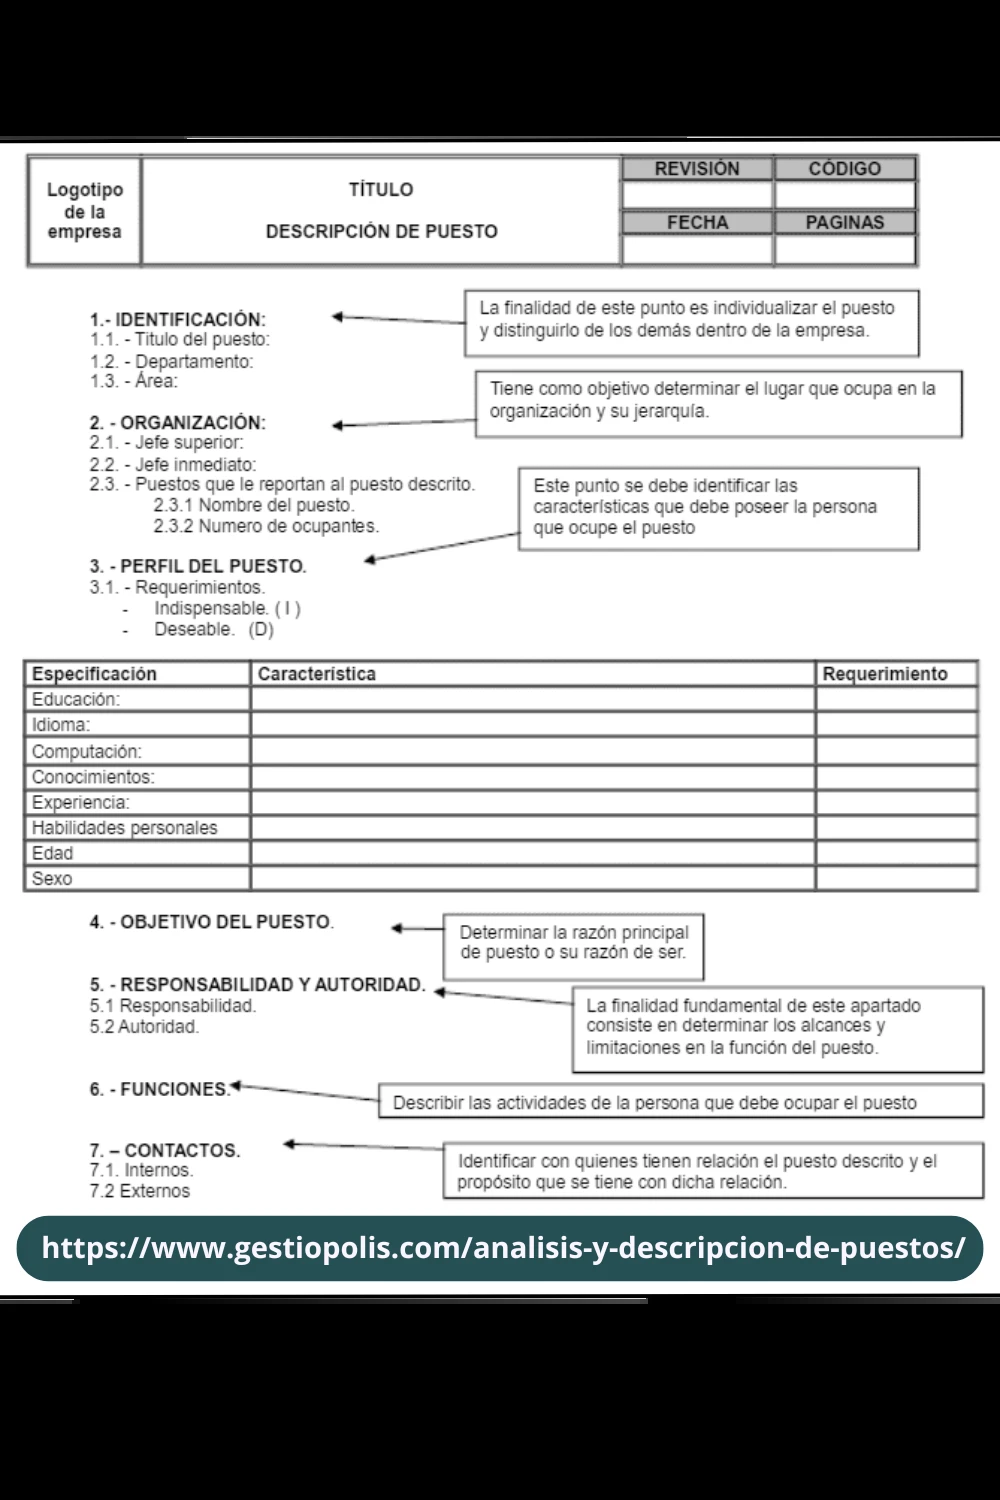 Logotipo
de la
empresa
TÍTULO
DESCRIPCIÓN DE PUESTO
REVISIÓN
CÓDIGO
FECHA
PAGINAS
1.- IDENTIFICACIÓN:
1.1. - Titulo del puesto:
1.2. - Departamento:
1.3. - Área:
La finalidad de este punto es individualizar el puesto
y distinguirlo de los demás dentro de la empresa.
2. - ORGANIZACIÓN:
2.1. - Jefe superior:
2.2. - Jefe inmediato:
2.3. - Puestos que le reportan al puesto descrito.
2.3.1 Nombre del puesto.
2.3.2 Numero de ocupantes.
Tiene como objetivo determinar el lugar que ocupa en la
organización y su jerarquía.
3. - PERFIL DEL PUESTO.
3.1. - Requerimientos.
- Indispensable. ( I )
- Deseable. (D)
Este punto se debe identificar las
características que debe poseer la persona
que ocupe el puesto
Especificación Característica Requerimiento
Educación:
Idioma:
Computación:
Conocimientos:
Experiencia:
Habilidades personales
Edad
Sexo
4. - OBJETIVO DEL PUESTO.
Determinar la razón principal
de puesto o su razón de ser.
5. - RESPONSABILIDAD Y AUTORIDAD.
5.1 Responsabilidad.
5.2 Autoridad.
La finalidad fundamental de este apartado
consiste en determinar los alcances y
limitaciones en la función del puesto.
6. - FUNCIONES.
Describir las actividades de la persona que debe ocupar el puesto
7. – CONTACTOS.
7.1. Internos.
7.2 Externos
Identificar con quienes tienen relación el puesto descrito y el
propósito que se tiene con dicha relación.
https://www.gestiopolis.com/analisis-y-descripcion-de-puestos/